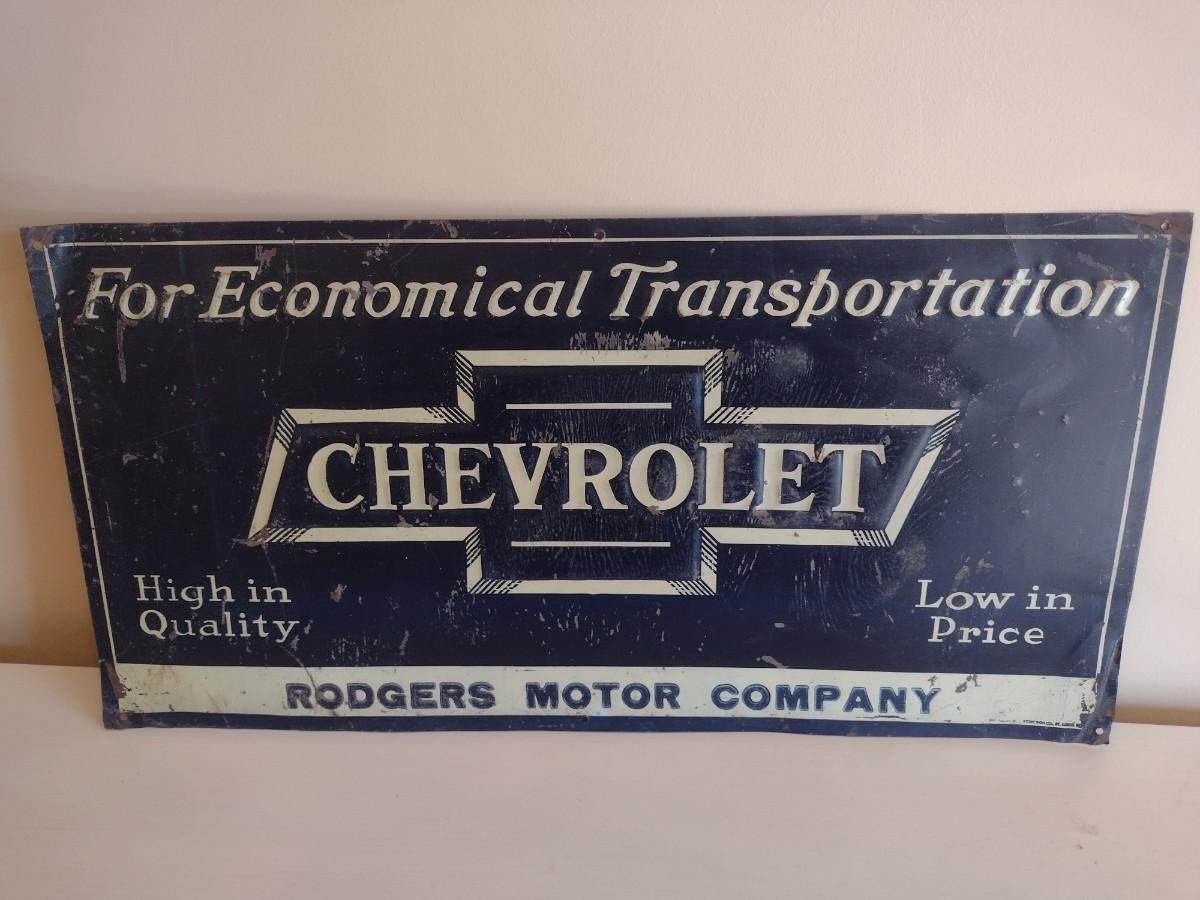 For Economical Transportation
CHEVROLET
High in
Quality
Low in
Price
RODGERS MOTOR COMPANY